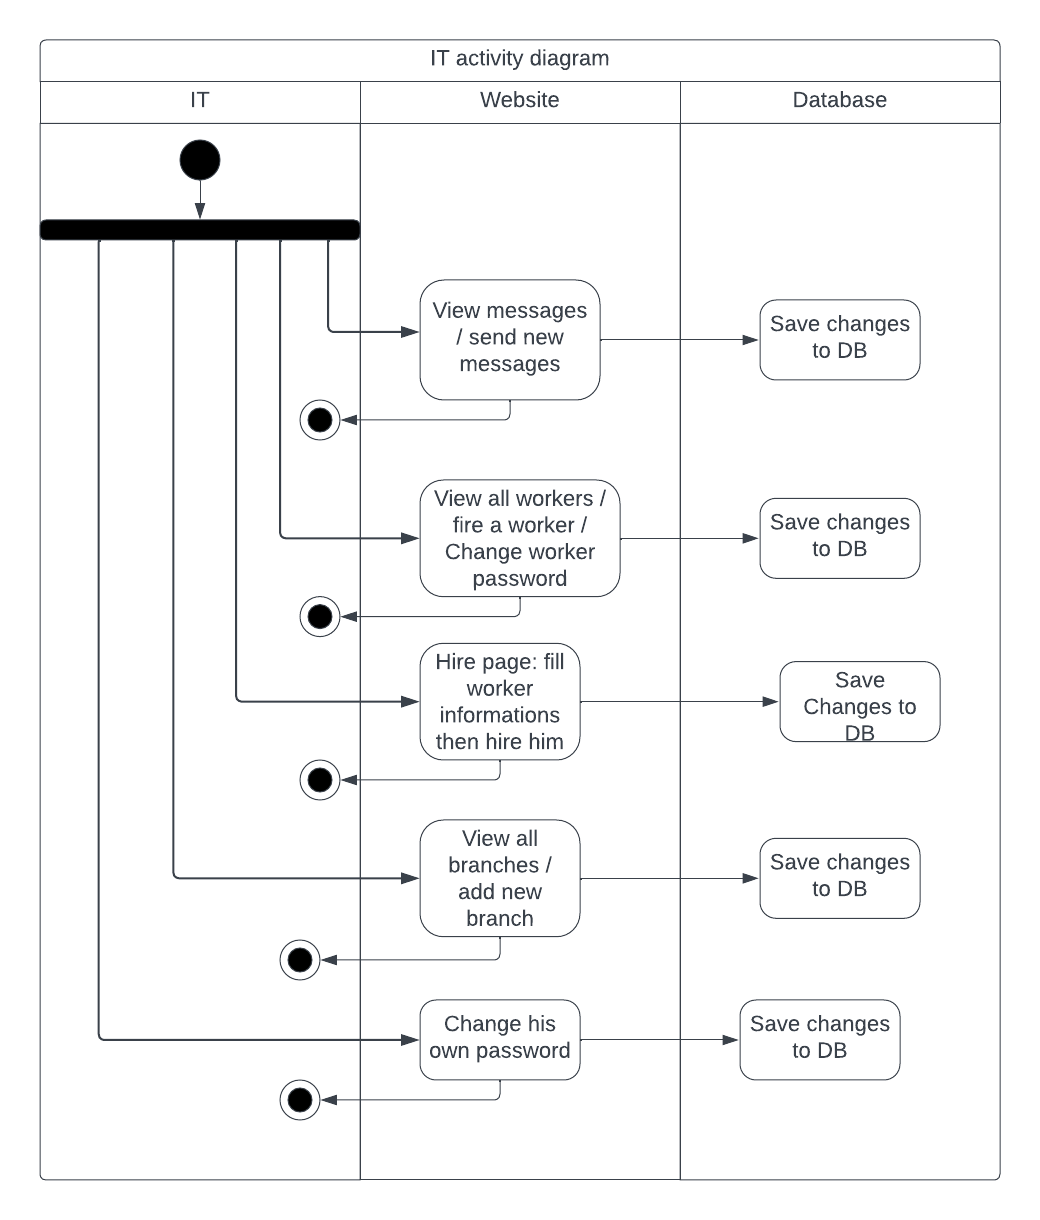 IT activity diagram
IT
Website
Database
View messages
/ send new
messages
Save changes
to DB
View all workers /
fire a worker /
Change worker
password
Save changes
to DB
Hire page: fill
worker
informations
then hire him
Save
Changes to
DB
View all
branches /
add new
branch
Save changes
to DB
Change his
own password
Save changes
to DB